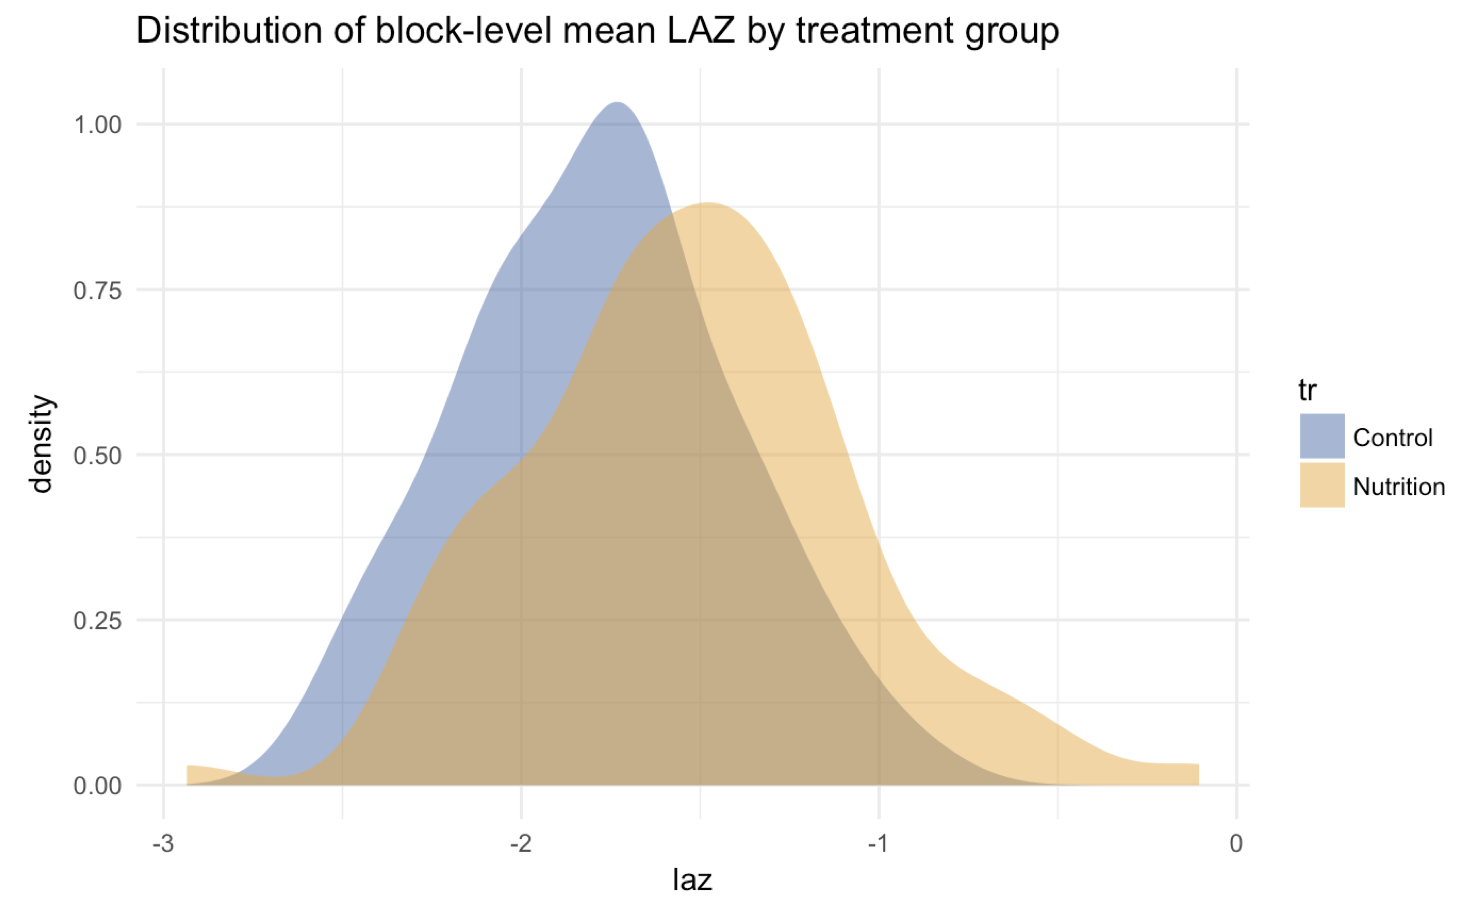 Distribution of block-level mean LAZ by treatment group
1.00
0.75
0.50
0.25
0.00
density
-3
-2
-1
0
laz
tr
Control
Nutrition